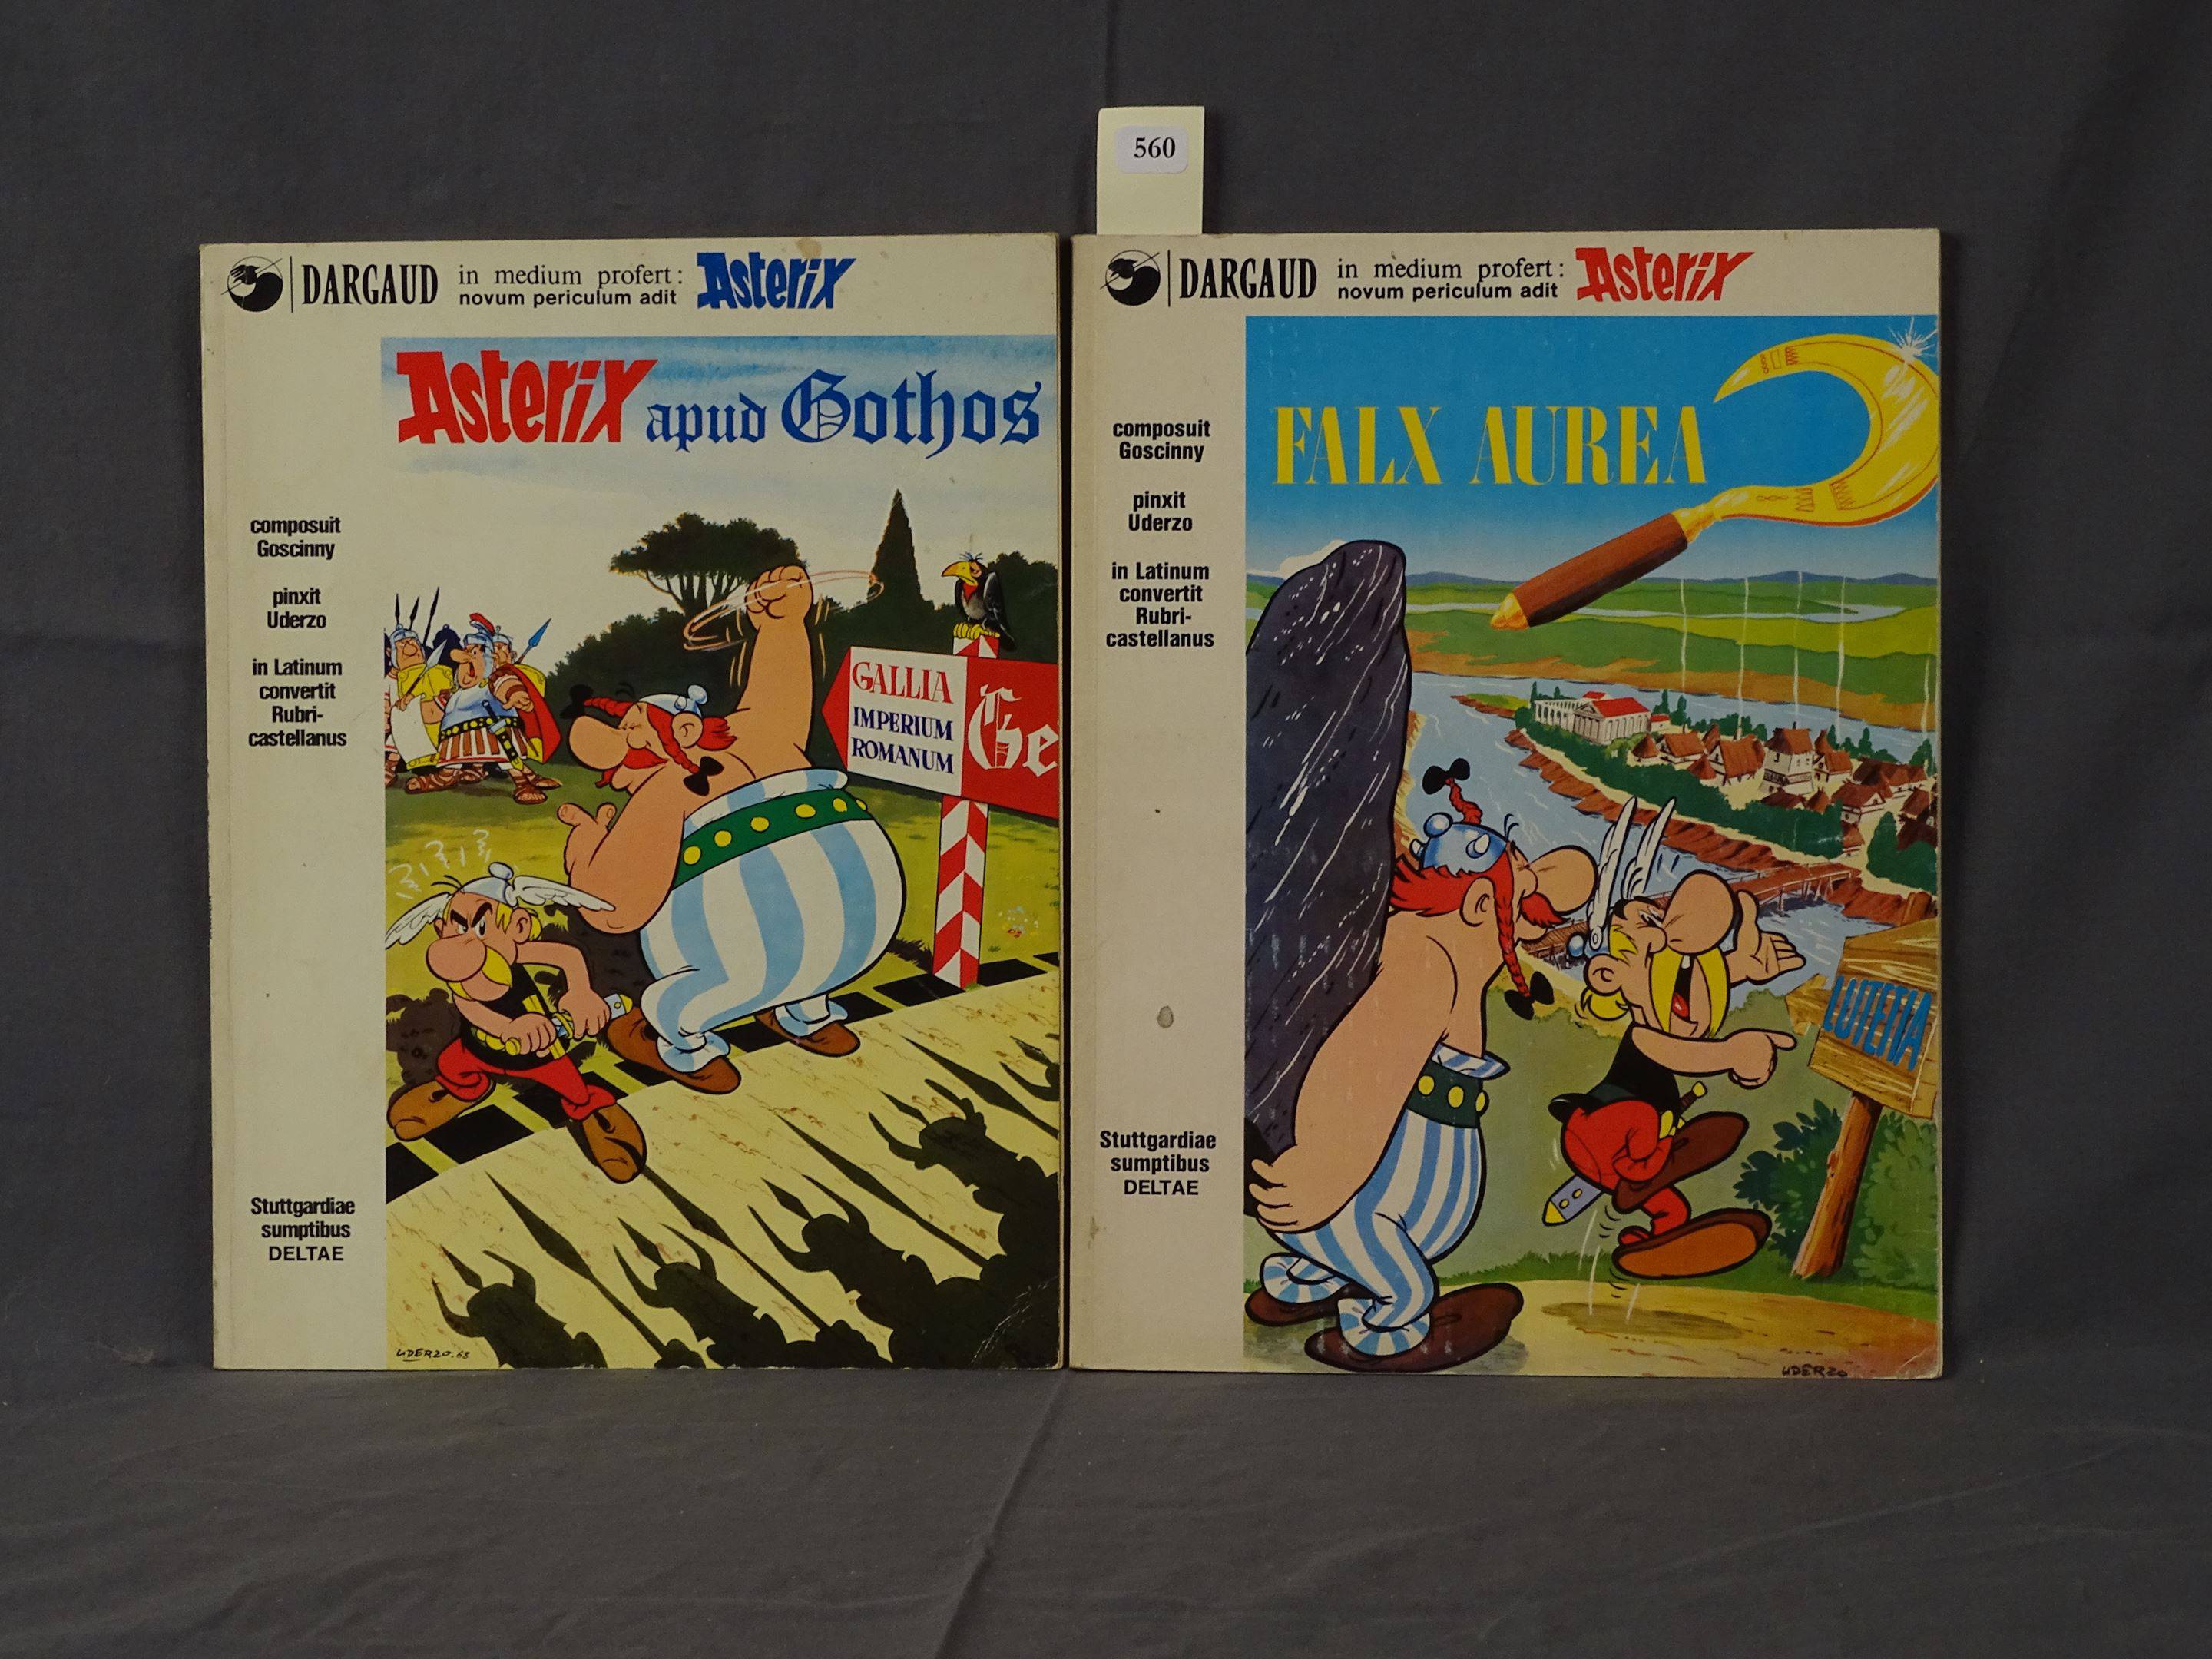 560
DARGAUD
in medium profert:
novum periculum adit
Asterix
Asterix apud Gothos
composuit
Goscinny
pinxit
Uderzo
in Latinum
convertit
Rubri-
castellanus
GALLIA
IMPERIUM
ROMANUM
Ge
Stuttgardiae
sumptibus
DELTAE
UDERZO.63
DARGAUD
in medium profert:
novum periculum adit
Asterix
FALX AUREA
composuit
Goscinny
pinxit
Uderzo
in Latinum
convertit
Rubri-
castellanus
LUTETIA
Stuttgardiae
sumptibus
DELTAE
UDERZO